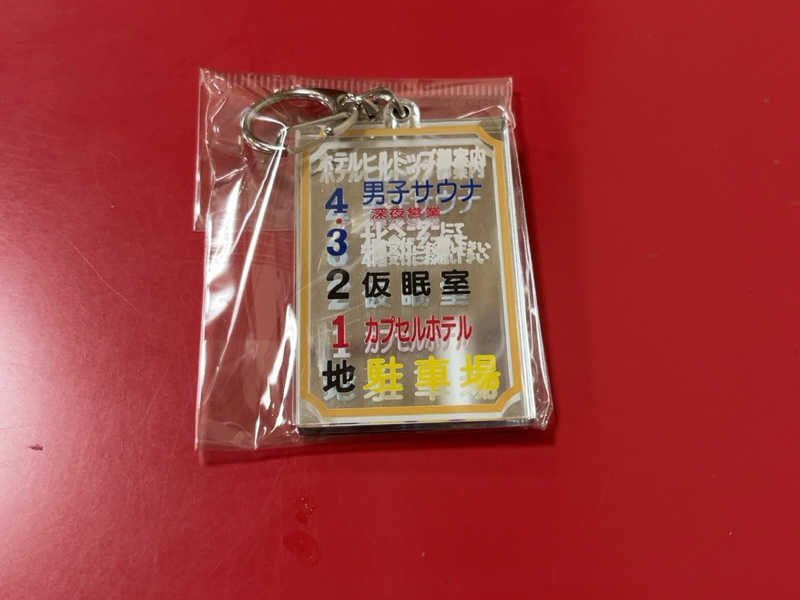 ホテルヒルトップ御案内
4・3 男子サウナ
深夜営業
エレベーターにて
2 仮眠室
1 カプセルホテル
地 駐車場